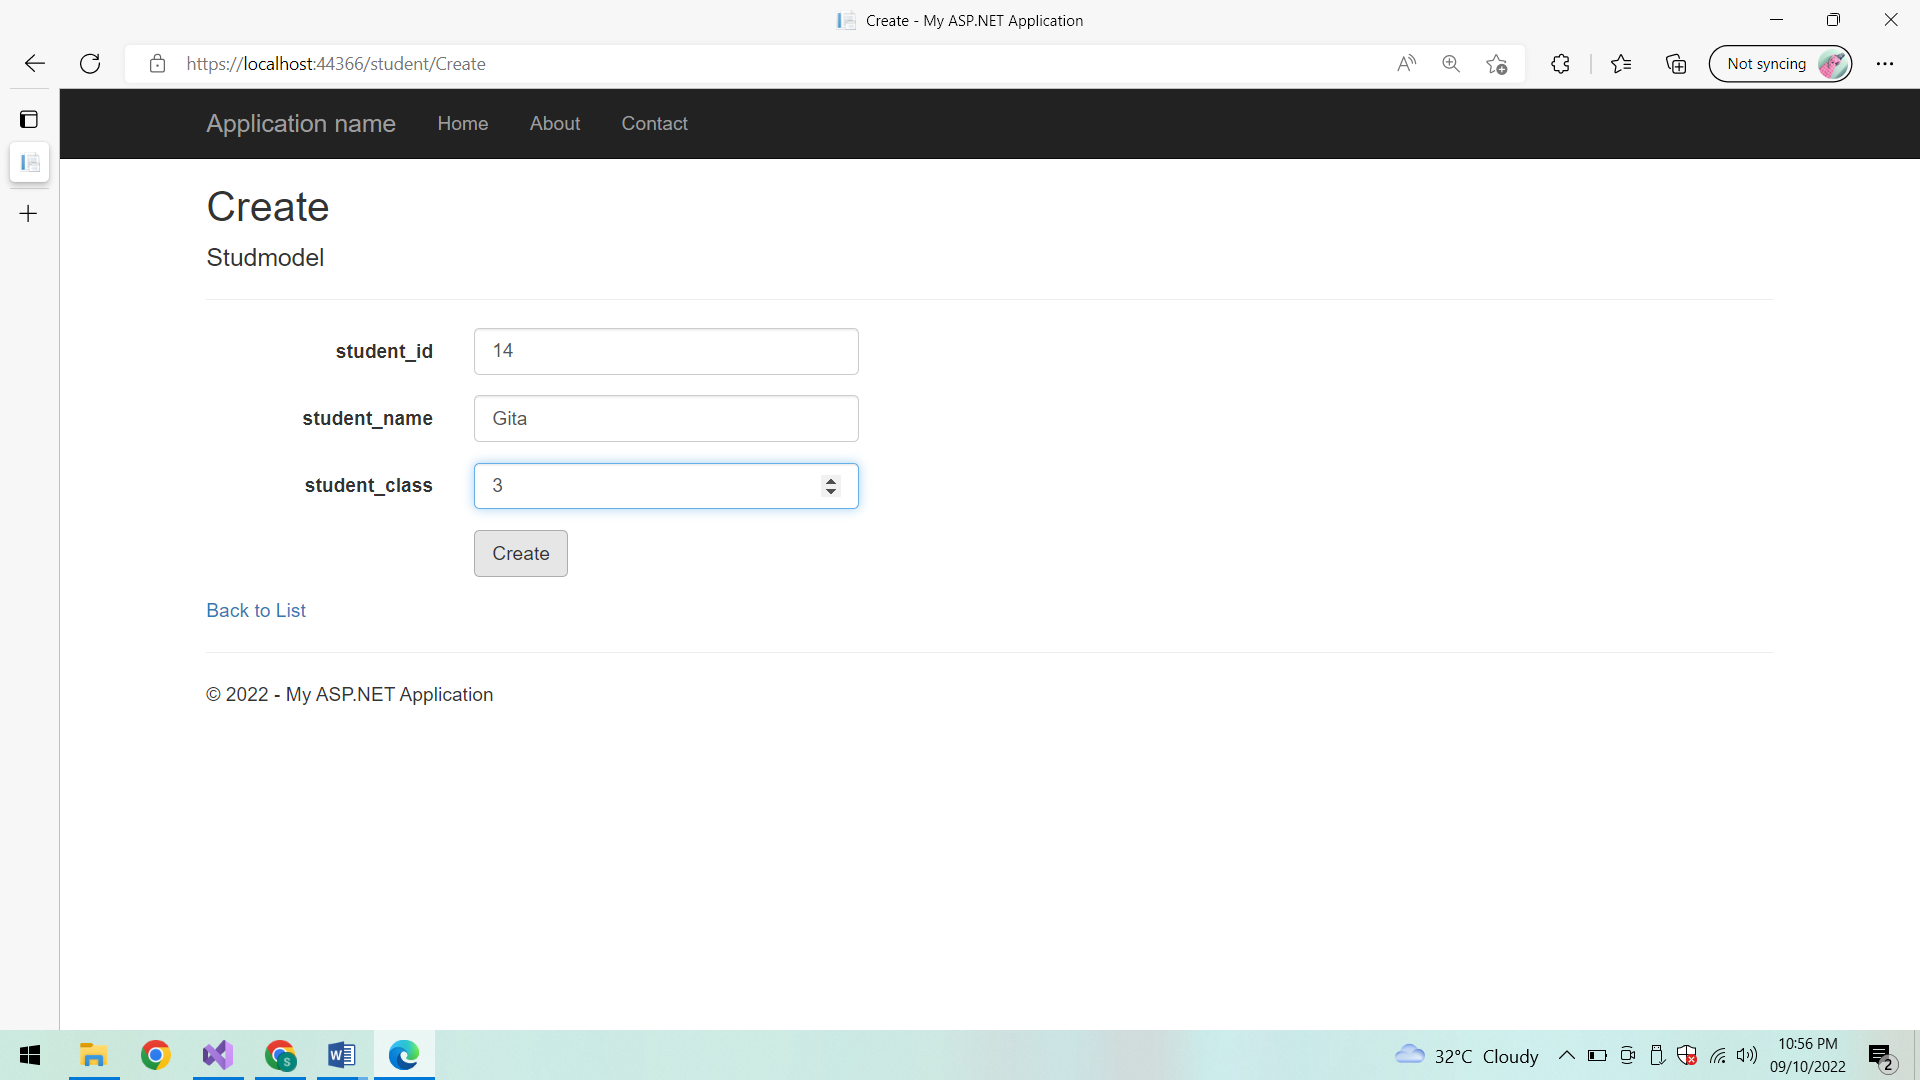 Create - My ASP.NET Application
https://localhost:44366/student/Create
Not syncing
Application name Home About Contact
Create
Studmodel
student_id 14
student_name Gita
student_class 3
Create
Back to List
© 2022 - My ASP.NET Application
32°C Cloudy
10:56 PM
09/10/2022
2